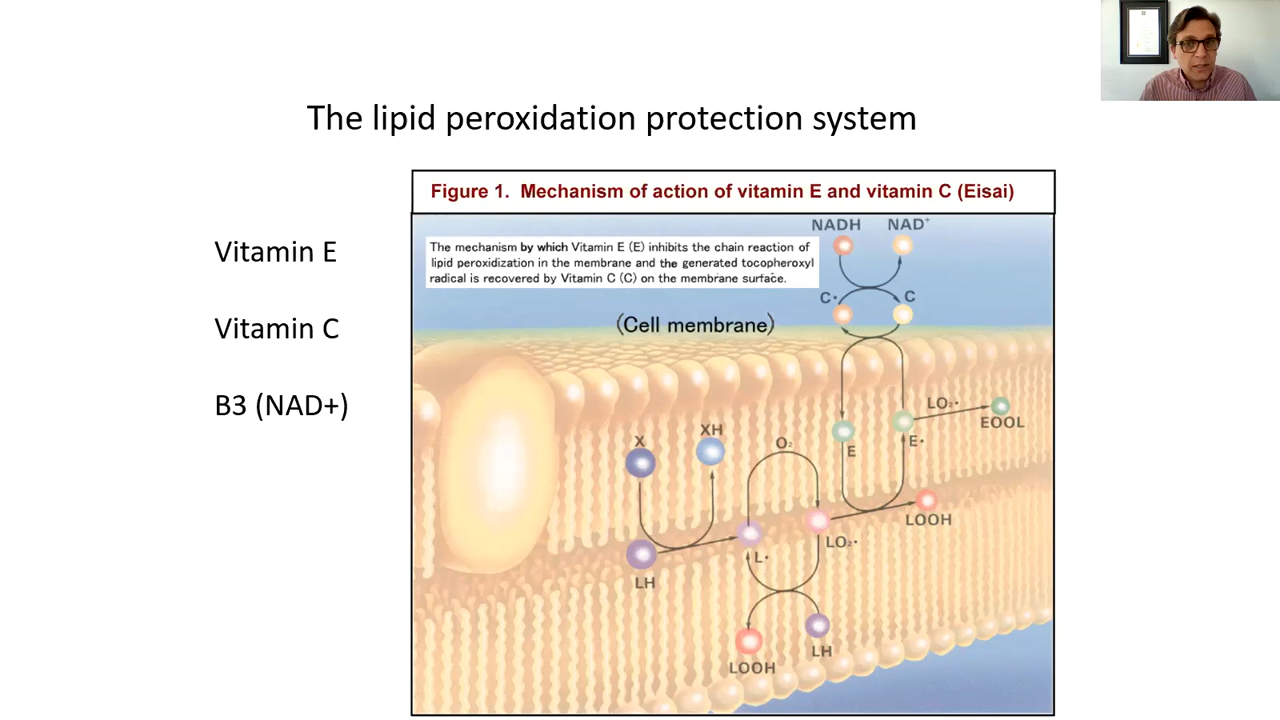 The lipid peroxidation protection system
Vitamin E
Vitamin C
B3 (NAD+)
Figure 1. Mechanism of action of vitamin E and vitamin C (Eisai)
The mechanism by which Vitamin E (E) inhibits the chain reaction of
lipid peroxidization in the membrane and the generated tocopheroxyl
radical is recovered by Vitamin C (C) on the membrane surface.
NADH NAD+
C• C
(Cell membrane)
LO₂•
EOOL
X XH O₂ E E•
LOOH
LO₂•
L•
LH
LOOH LH